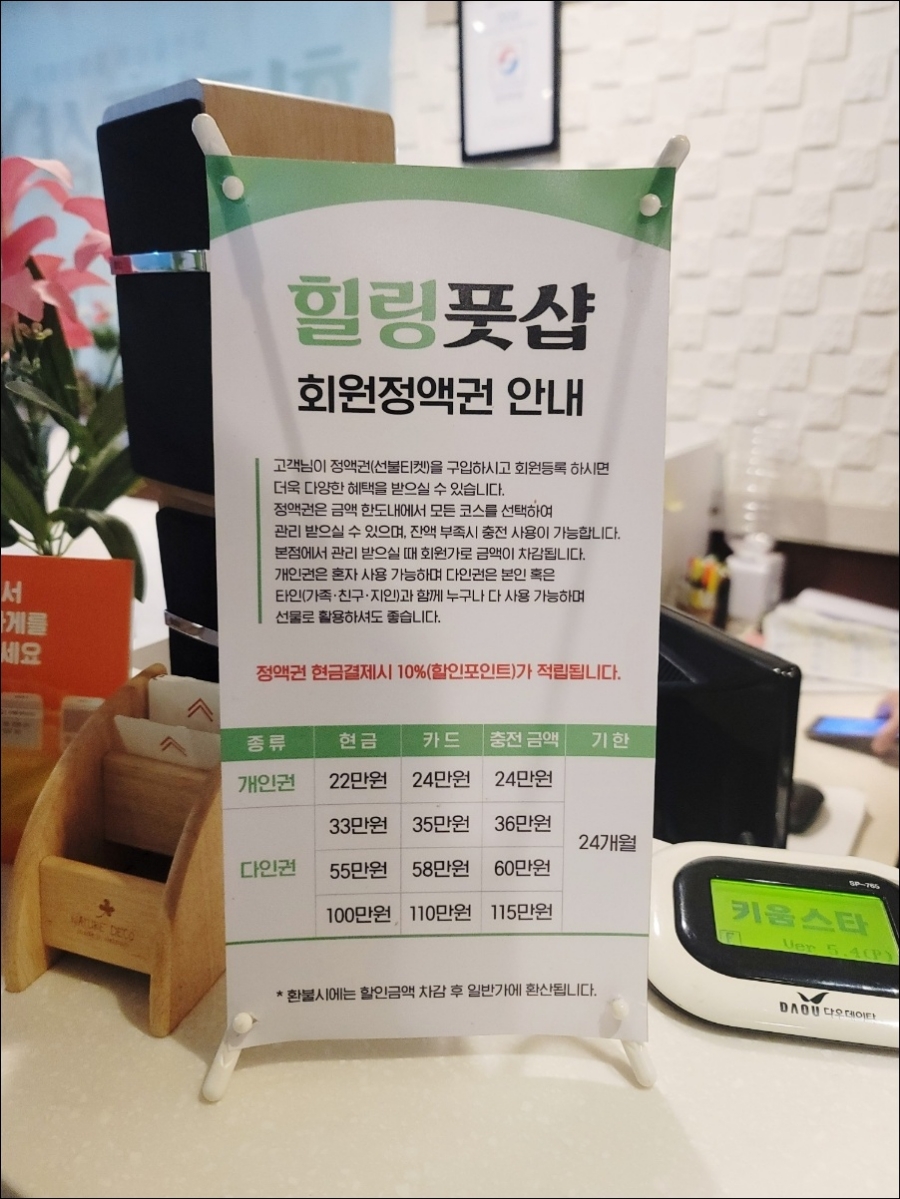 힐링풋샵
회원정액권 안내
고객님이 정액권(선불티켓)을 구입하시고 회원등록 하시면
더욱 다양한 혜택을 받으실 수 있습니다.
정액권은 금액 한도내에서 모든 코스를 선택하여
관리 받으실 수 있으며, 잔액 부족시 충전 사용이 가능합니다.
본점에서 관리 받으실 때 회원가로 금액이 차감됩니다.
개인권은 혼자 사용 가능하며 다인권은 본인 혹은
타인(가족·친구·지인)과 함께 누구나 다 사용 가능하며
선물로 활용하셔도 좋습니다.
정액권 현금결제시 10%(할인포인트)가 적립됩니다.
종류 현금 카드 충전 금액 기한
개인권 22만원 24만원 24만원
33만원 35만원 36만원
24개월
다인권 55만원 58만원 60만원
100만원 110만원 115만원
* 환불시에는 할인금액 차감 후 일반가에 환산됩니다.
서
게를
세요
NATURE DECO
SP-765
키움스타
Ver 5.4(P)
DAOU 다우데이타